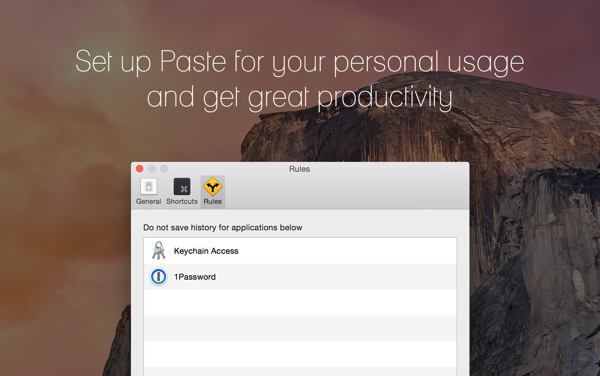 Set up Paste for your personal usage
and get great productivity
Rules
General Shortcuts Rules
Do not save history for applications below
Keychain Access
1Password